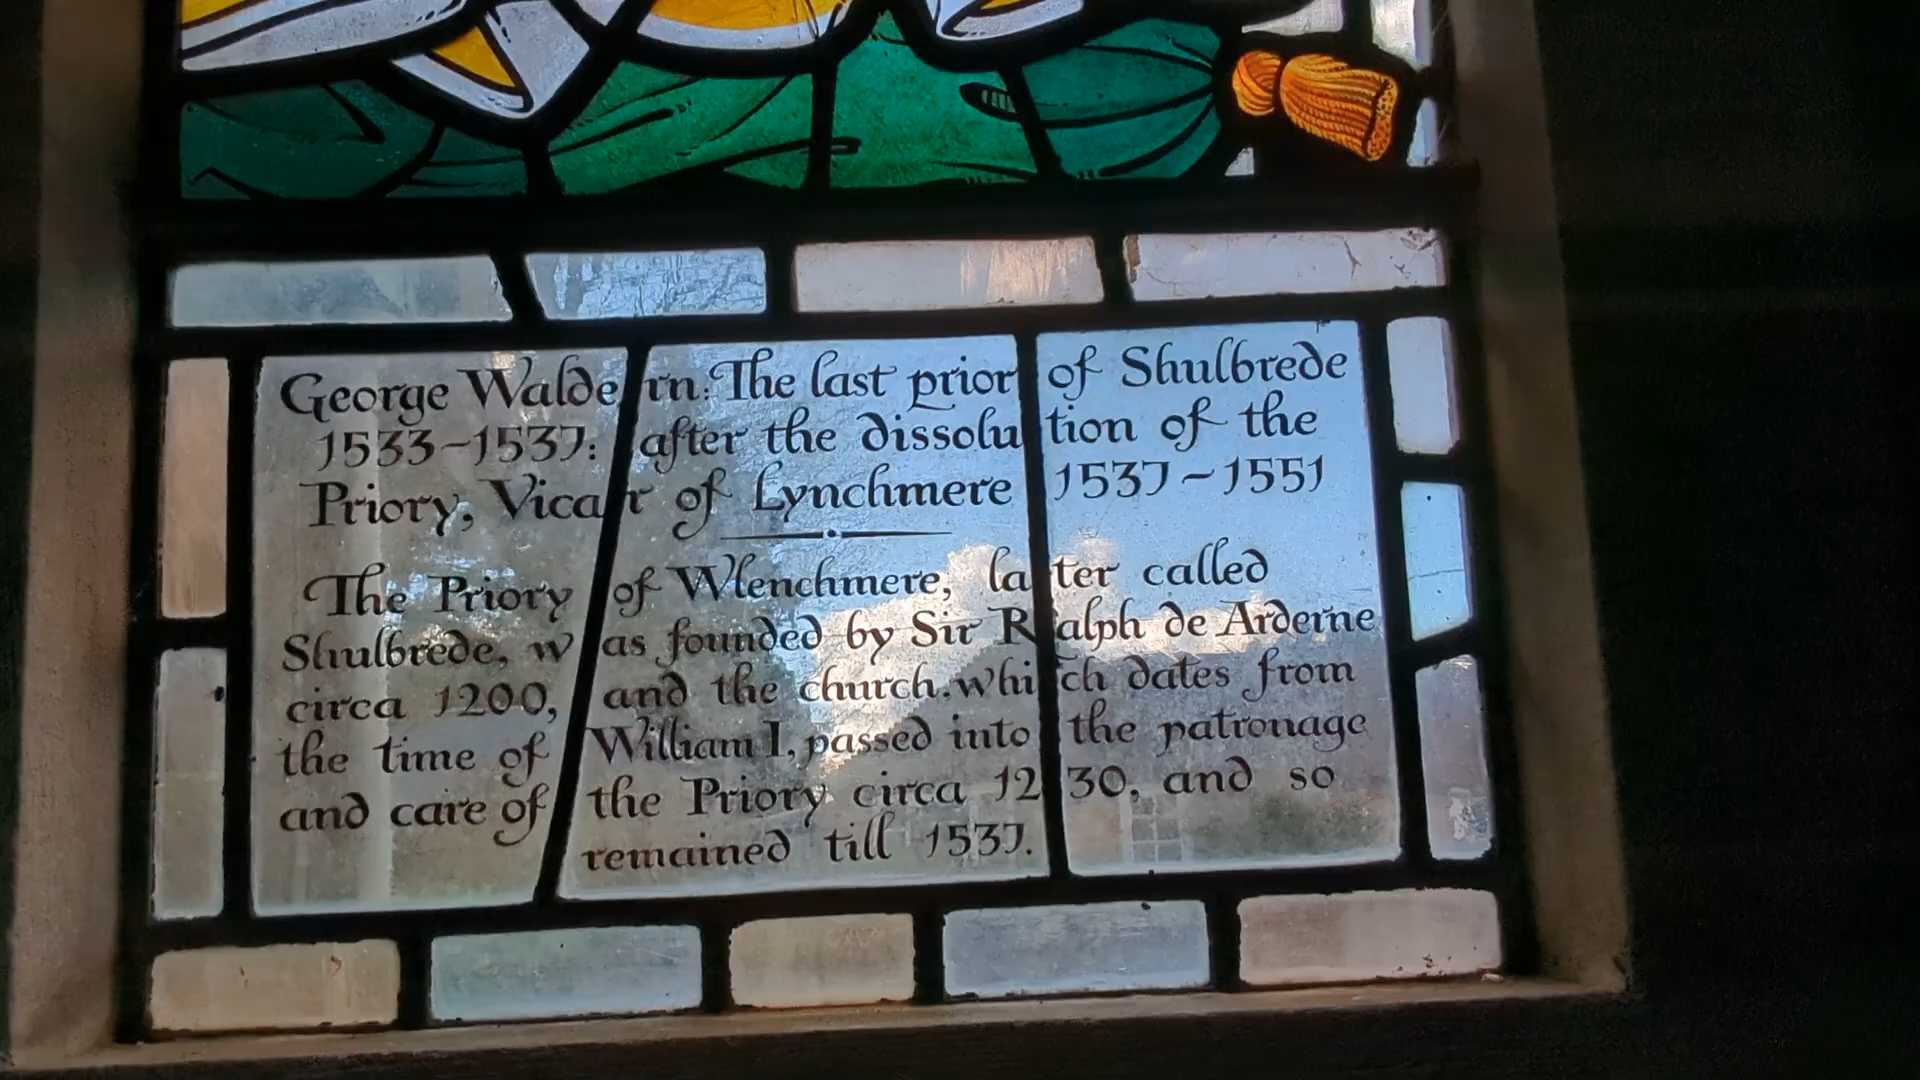 George Waldern: The last prior of Shulbrede
1533-1537: after the dissolution of the
Priory, Vicar of Lynchmere 1537-1551
The Priory of Wlenchmere, later called
Shulbrede, was founded by Sir Ralph de Arderne
circa 1200, and the church, which dates from
the time of William I, passed into the patronage
and care of the Priory circa 1230, and so
remained till 1537.